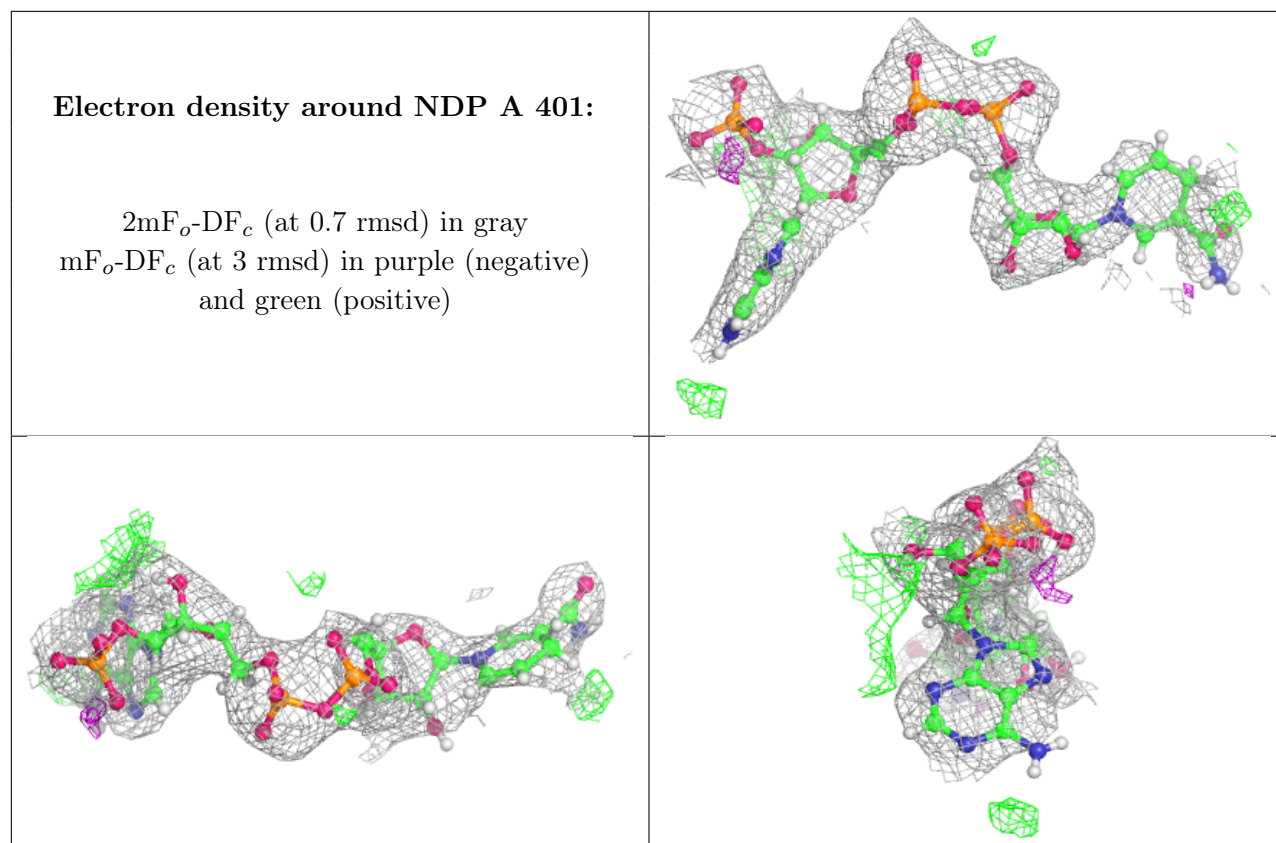 Electron density around NDP A 401:
2mFo-DFc (at 0.7 rmsd) in gray
mFo-DFc (at 3 rmsd) in purple (negative)
and green (positive)